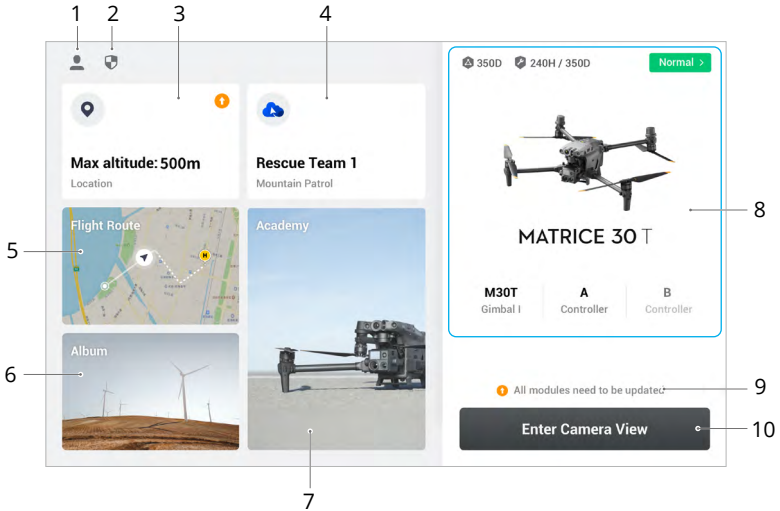 1
2
3
4
350D
240H / 350D
Normal >
Max altitude: 500m
Location
Rescue Team 1
Mountain Patrol
Flight Route
H
Academy
MATRICE 30 T
M30T
Gimbal I
A
Controller
B
Controller
Album
All modules need to be updated
Enter Camera View
5
6
7
8
9
10